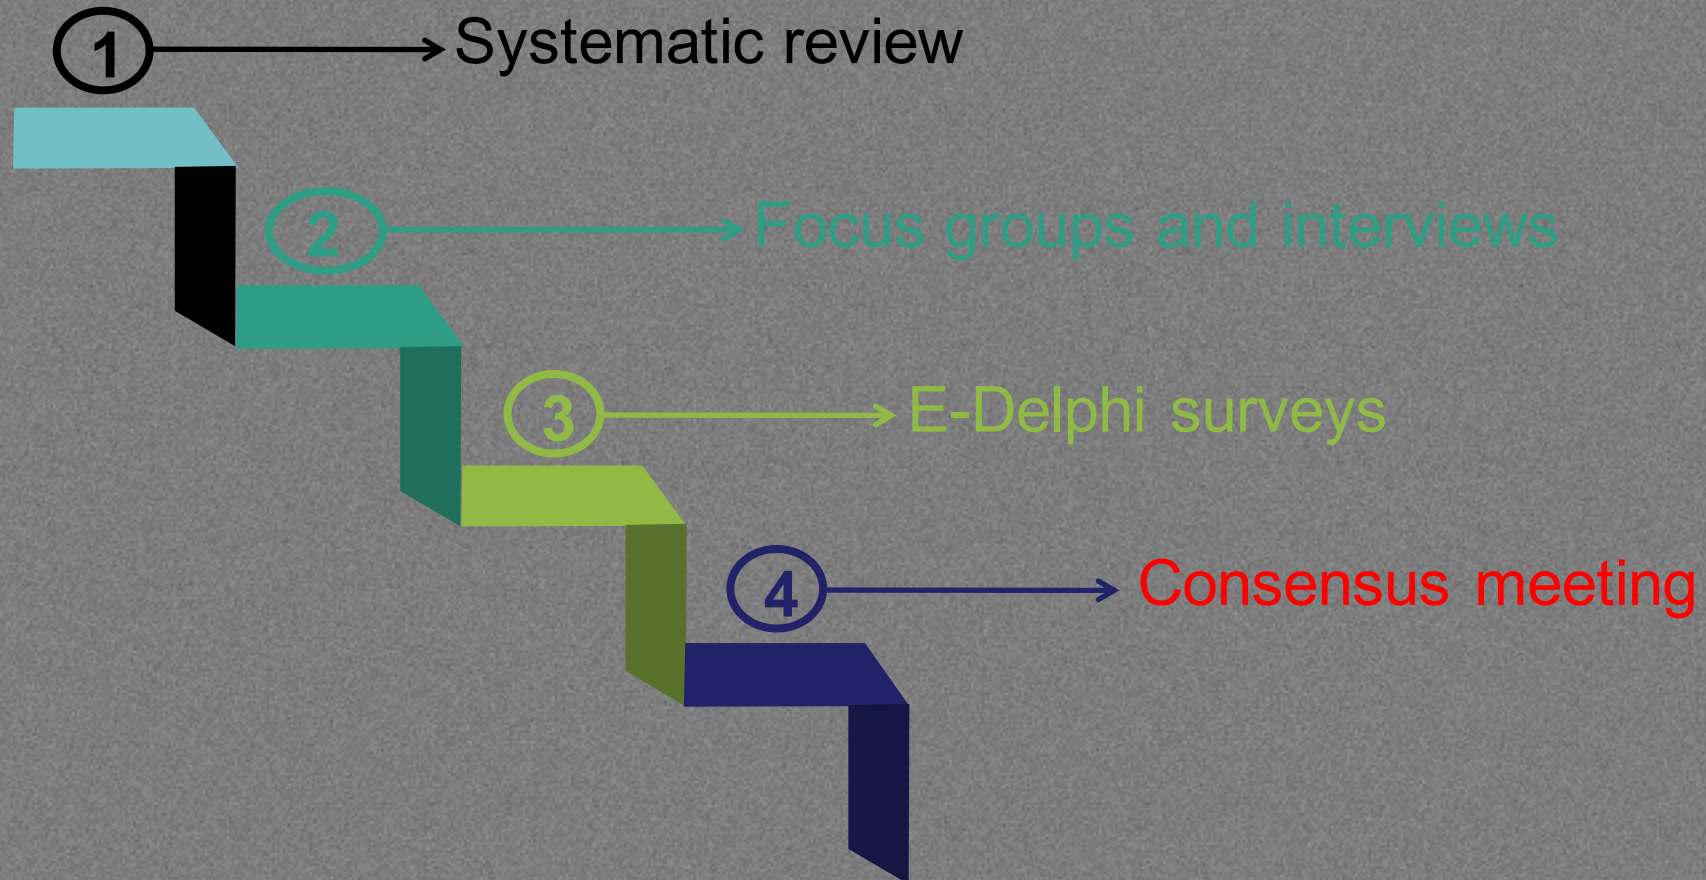 1 Systematic review
2 Focus groups and interviews
3 E-Delphi surveys
4 Consensus meeting